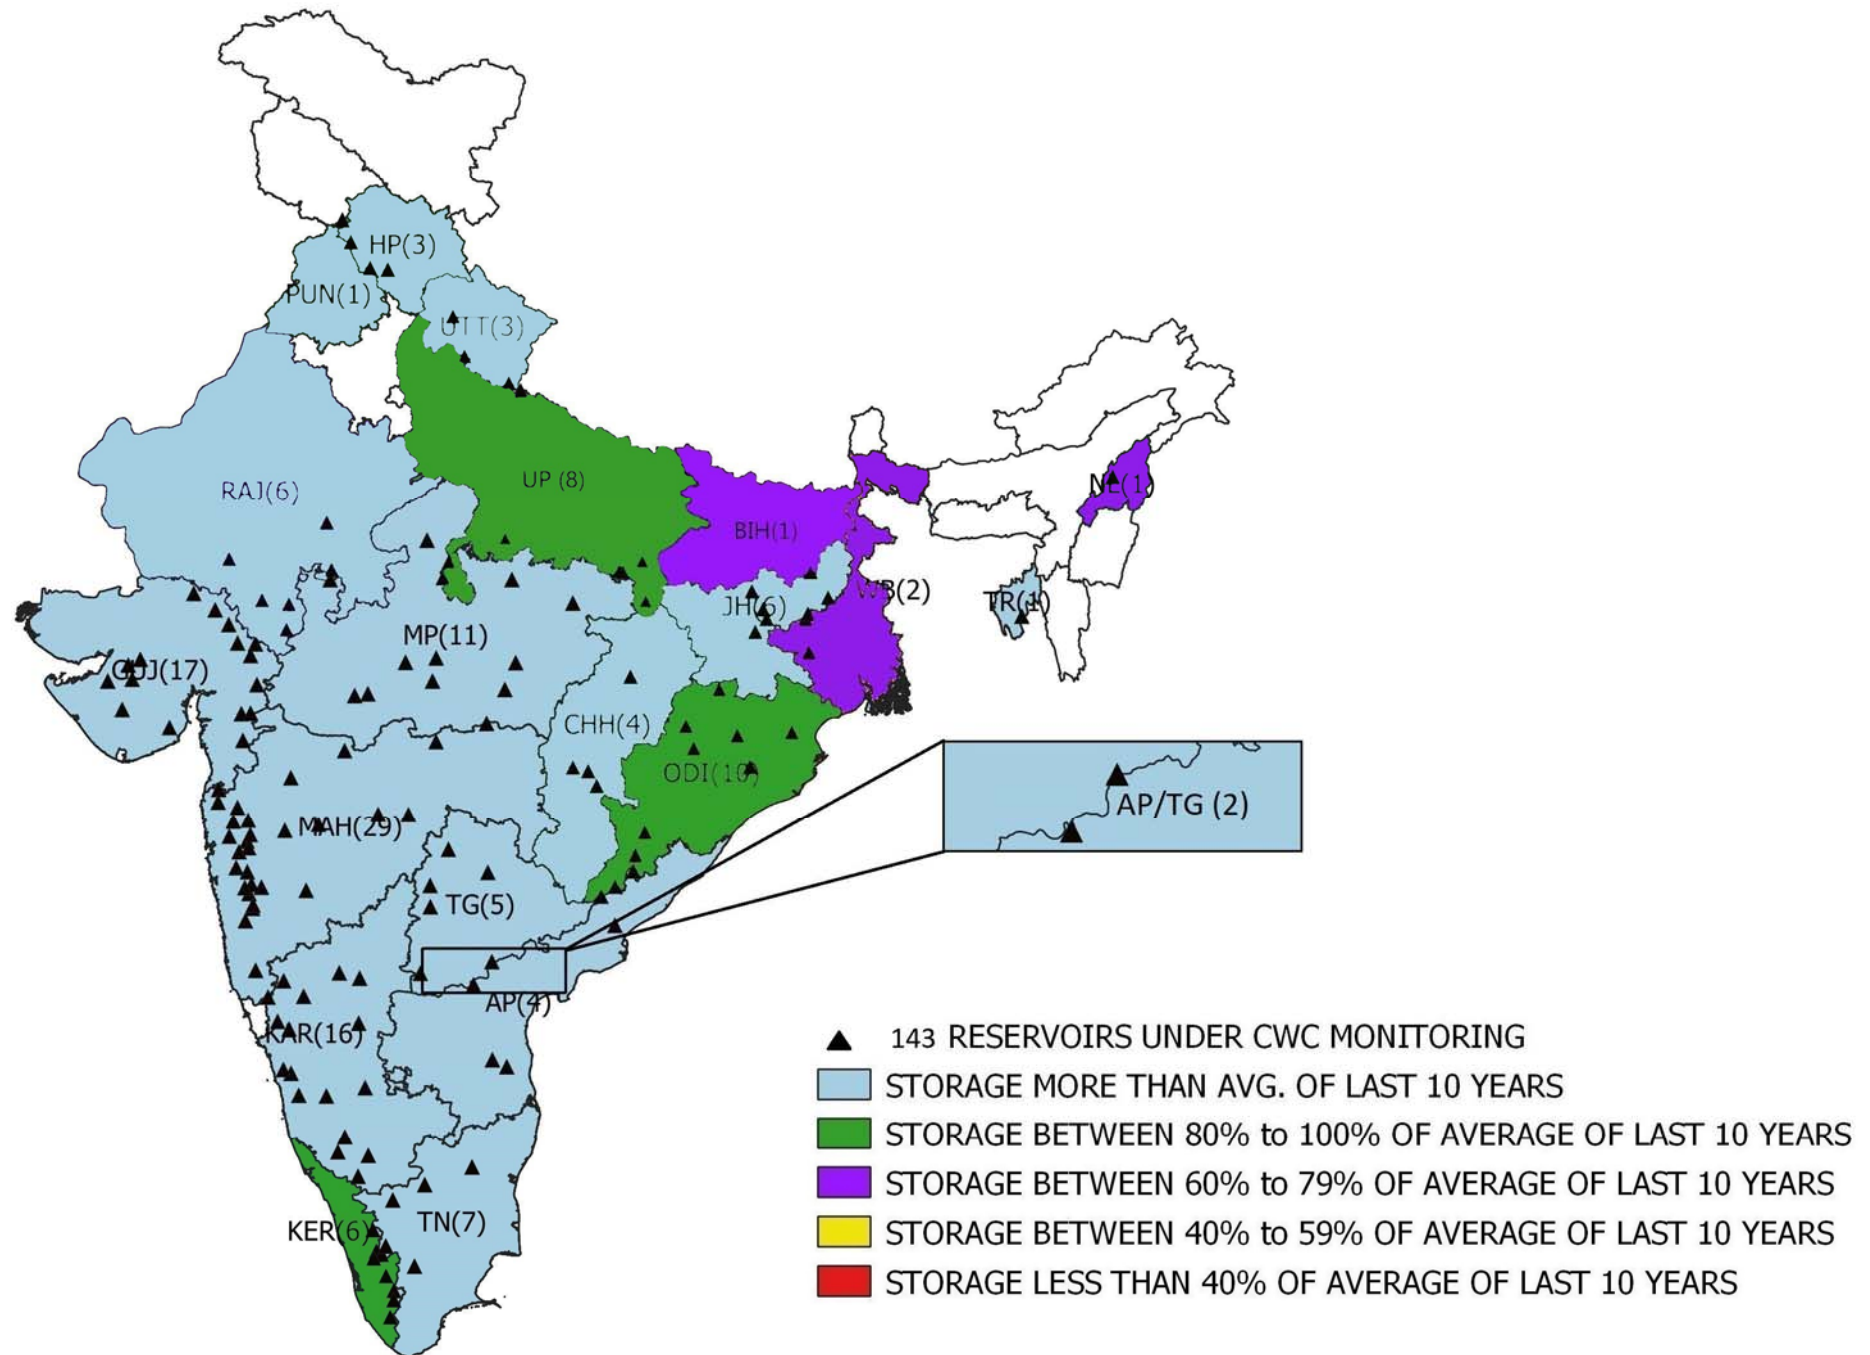 HP(3)
PUN(1)
UTT(3)
RAJ(6)
UP (8)
BIH(1)
NL(1)
WB(2)
TR(1)
JH(6)
MP(11)
GUJ(17)
CHH(4)
ODI(10)
MAH(29)
AP/TG (2)
TG(5)
AP(4)
KAR(16)
KER(6)
TN(7)
143 RESERVOIRS UNDER CWC MONITORING
STORAGE MORE THAN AVG. OF LAST 10 YEARS
STORAGE BETWEEN 80% to 100% OF AVERAGE OF LAST 10 YEARS
STORAGE BETWEEN 60% to 79% OF AVERAGE OF LAST 10 YEARS
STORAGE BETWEEN 40% to 59% OF AVERAGE OF LAST 10 YEARS
STORAGE LESS THAN 40% OF AVERAGE OF LAST 10 YEARS